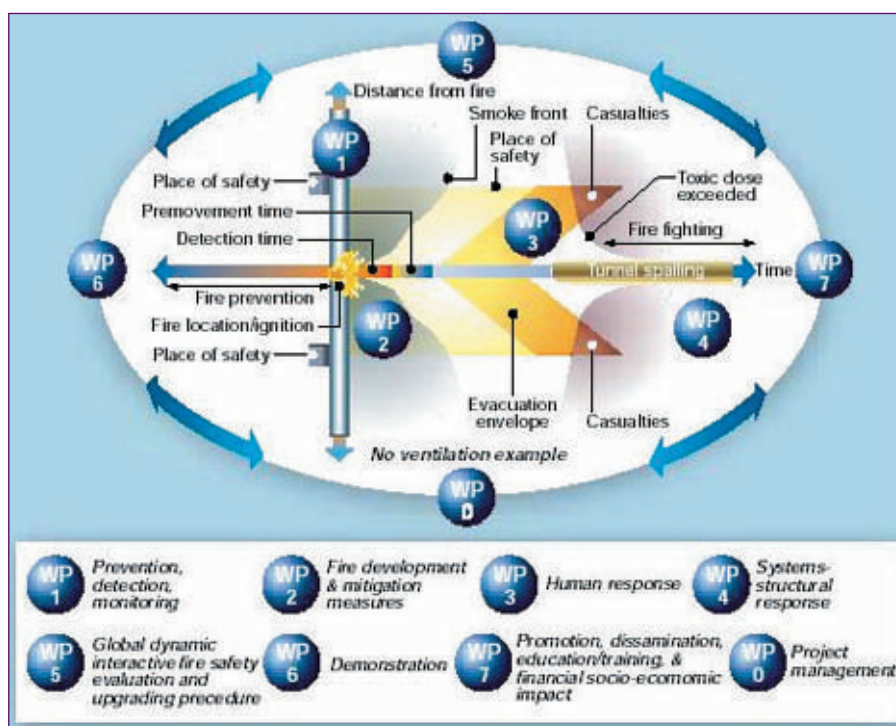 WP
5
Distance from fire
Smoke front
Casualties
WP
1
Place of
safety
Place of safety
Toxic dose
exceeded
Premovement time
WP
3
Detection time
Fire fighting
WP
6
Tunnel spalling
Time
WP
7
Fire prevention
Fire location/ignition
WP
2
WP
4
Place of safety
Evacuation
envelope
Casualties
No ventilation example
WP
0
WP
1
Prevention,
detection,
monitoring
WP
2
Fire development
& mitigation
measures
WP
3
Human response
WP
4
Systems-
structural
response
WP
5
Global dynamic
interactive fire safety
evaluation and
upgrading precedure
WP
6
Demonstration
WP
7
Promotion, dissamination,
education/training, &
financial socio-ecomomic
impact
WP
0
Project
management